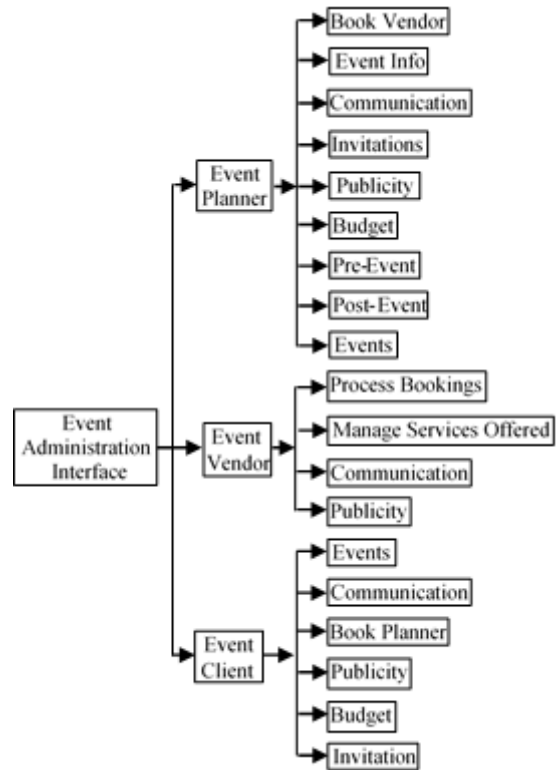 Event
Administration
Interface
Event
Planner
Book Vendor
Event Info
Communication
Invitations
Publicity
Budget
Pre-Event
Post-Event
Events
Event
Vendor
Process Bookings
Manage Services Offered
Communication
Publicity
Event
Client
Events
Communication
Book Planner
Publicity
Budget
Invitation